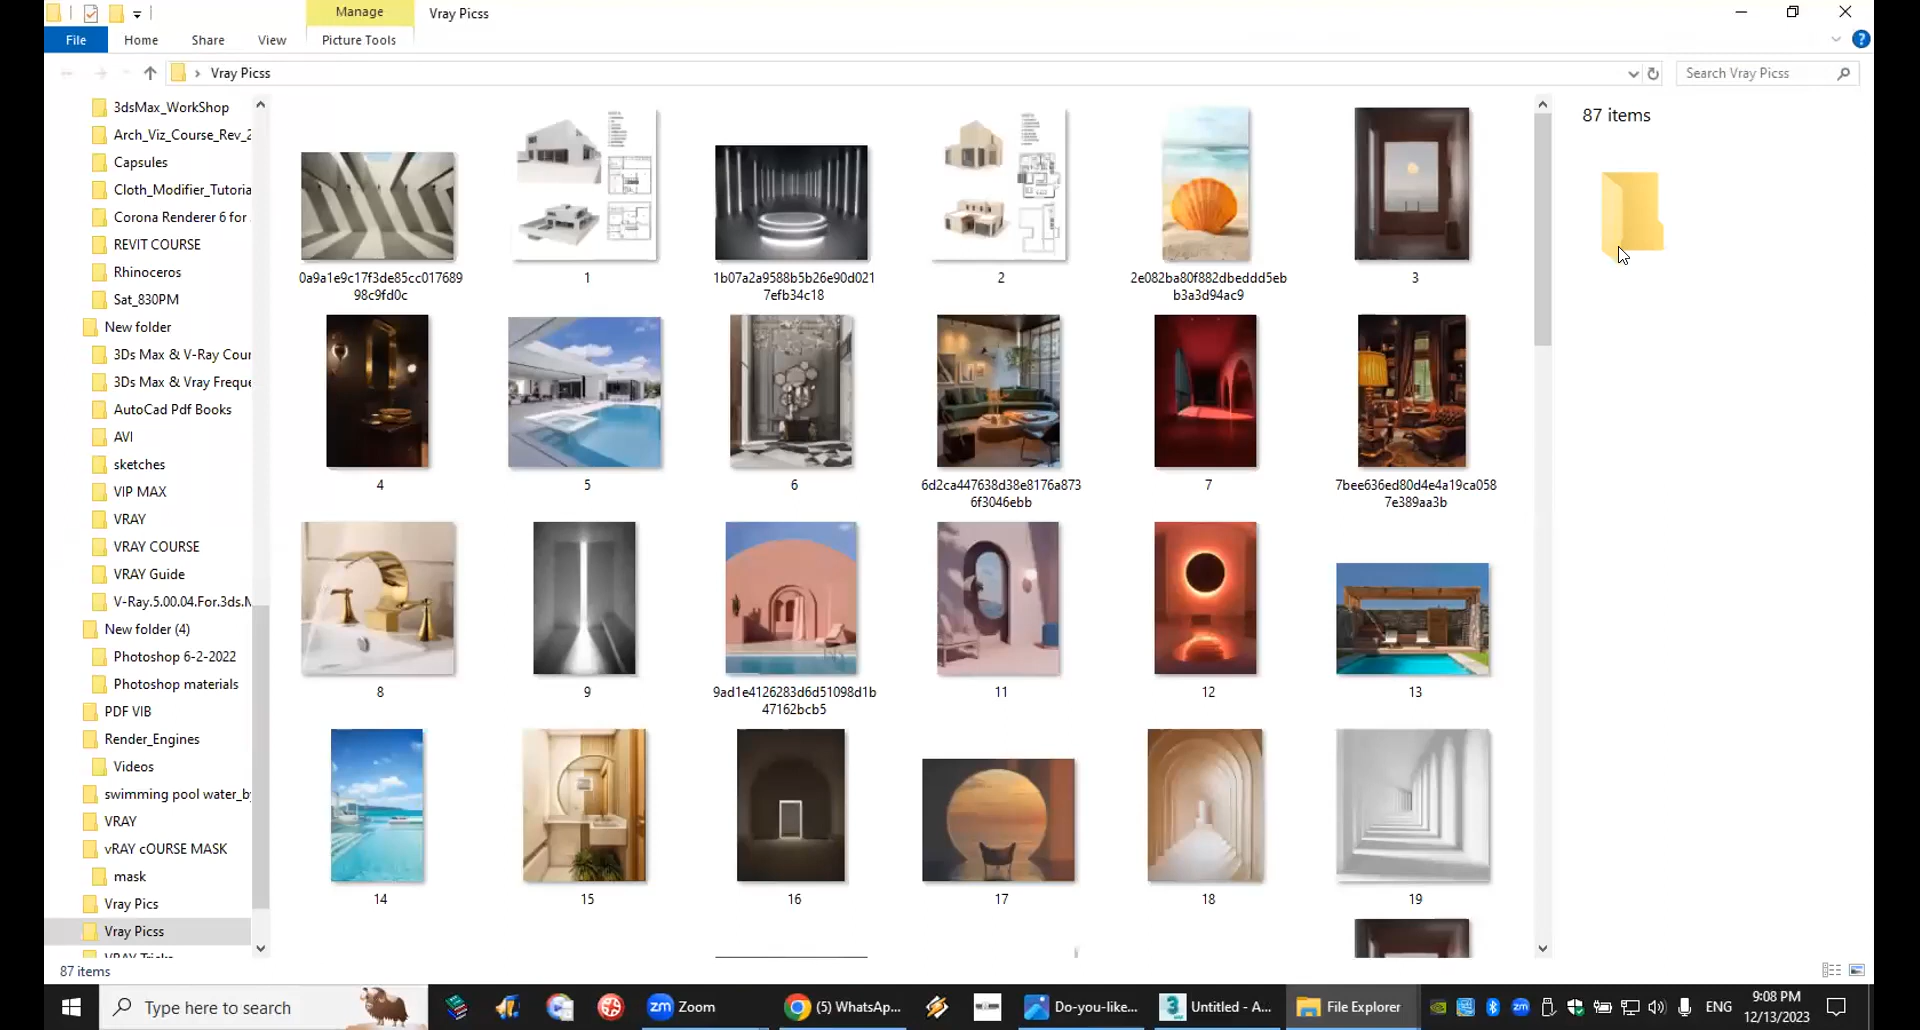 Manage
Vray Picss
File
Home
Share
View
Picture Tools
Vray Picss
Search Vray Picss
3dsMax_WorkShop
Arch_Viz_Course_Rev_2
Capsules
Cloth_Modifier_Tutoria
Corona Renderer 6 for
REVIT COURSE
Rhinoceros
Sat_830PM
New folder
3Ds Max & V-Ray Cour
3Ds Max & Vray Freque
AutoCad Pdf Books
AVI
sketches
VIP MAX
VRAY
VRAY COURSE
VRAY Guide
V-Ray.5.00.04.For.3ds.M
New folder (4)
Photoshop 6-2-2022
Photoshop materials
PDF VIB
Render_Engines
Videos
swimming pool water_by
VRAY
vRAY cOURSE MASK
mask
Vray Pics
Vray Picss
VRAY Tricks
0a9a1e9c17f3de85cc017689
98c9fd0c
1
1b07a2a9588b5b26e90d021
7efb34c18
2
2e082ba80f882dbeddd5eb
b3a3d94ac9
3
4
5
6
6d2ca447638d38e8176a873
6f3046ebb
7
7bee636ed80d4e4a19ca058
7e389aa3b
8
9
9ad1e4126283d6d51098d1b
47162bcb5
11
12
13
14
15
16
17
18
19
87 items
87 items
Type here to search
zm
Zoom
(5) WhatsAp...
Do-you-like...
3
Untitled - A...
File Explorer
zm
ENG
9:08 PM
12/13/2023